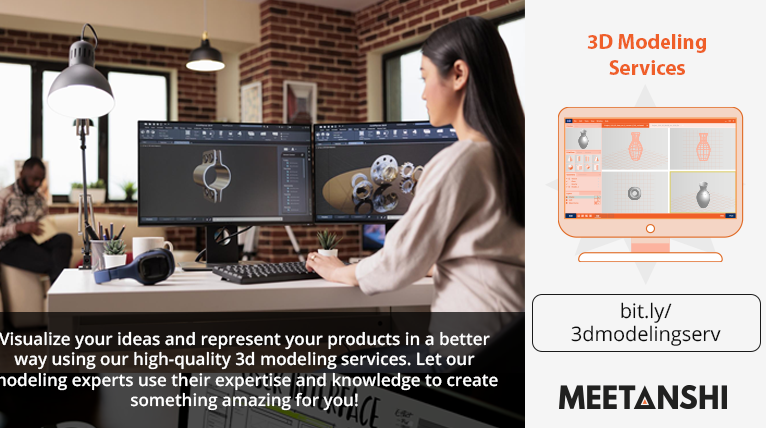 3D Modeling
Services
Visualize your ideas and represent your products in a better
way using our high-quality 3d modeling services. Let our
modeling experts use their expertise and knowledge to create
something amazing for you!
INTERFACE
bit.ly/
3dmodelingserv
MEETANSHI